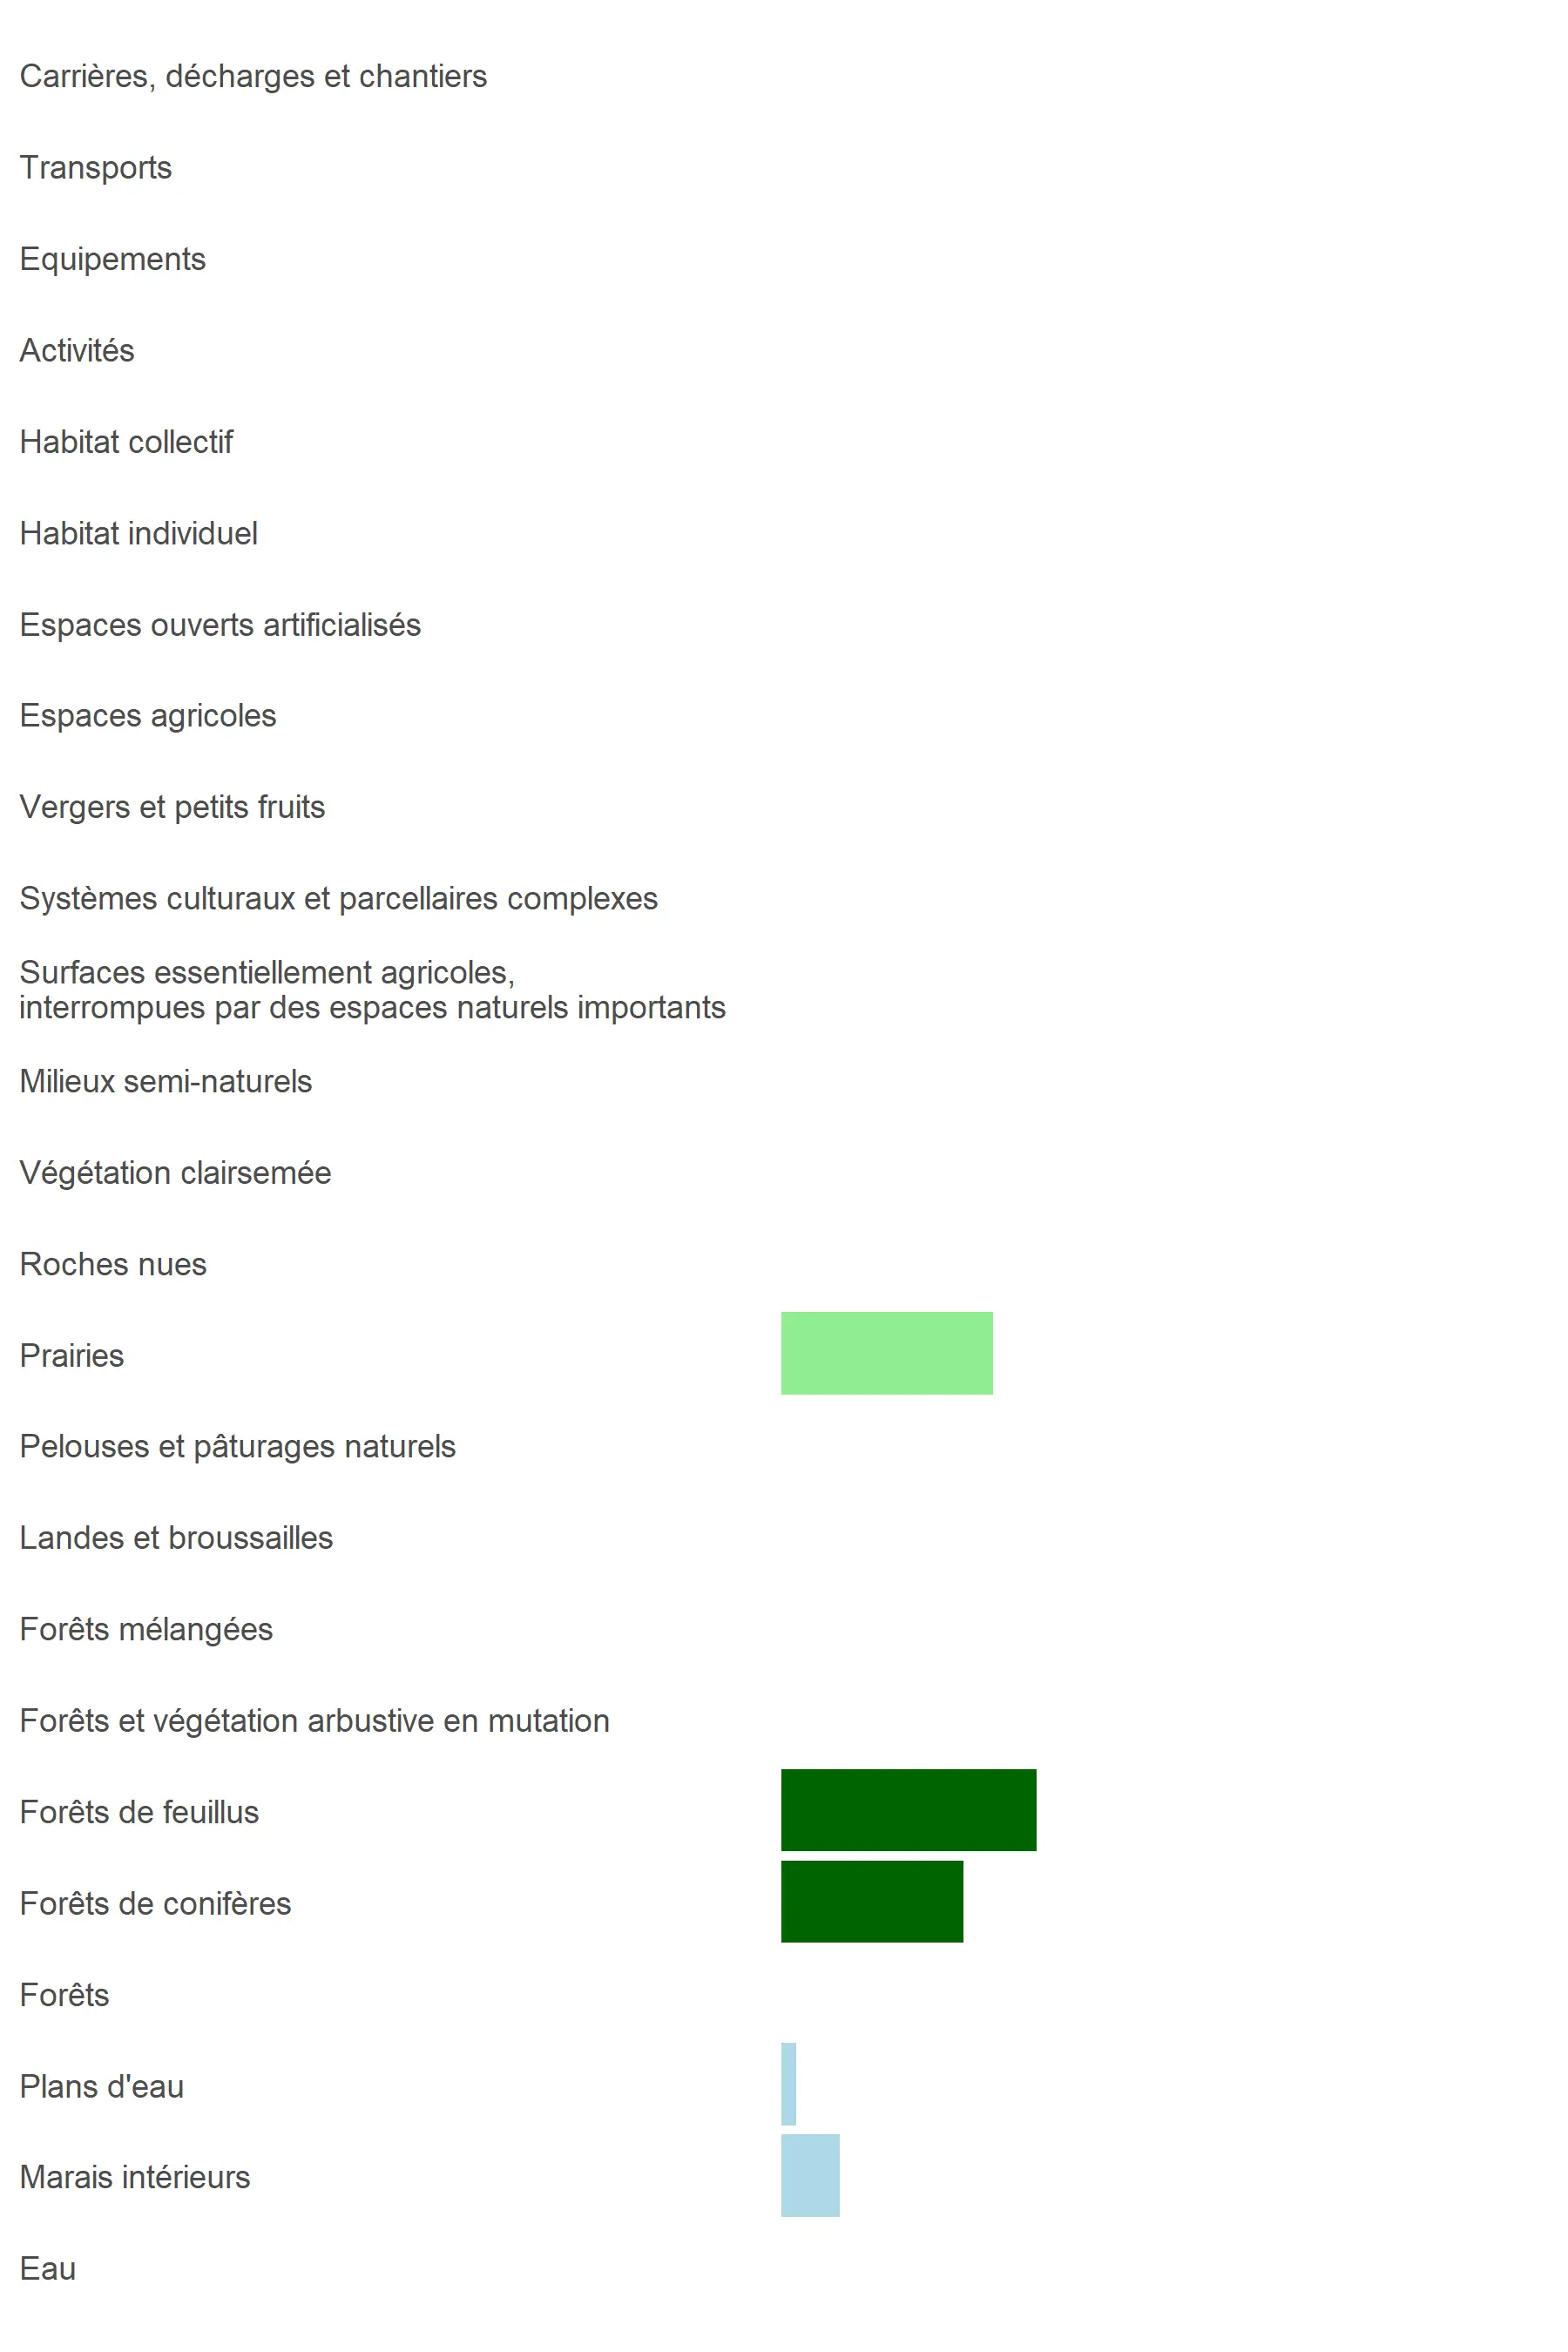 Carrières, décharges et chantiers
Transports
Equipements
Activités
Habitat collectif
Habitat individuel
Espaces ouverts artificialisés
Espaces agricoles
Vergers et petits fruits
Systèmes culturaux et parcellaires complexes
Surfaces essentiellement agricoles,
interrompues par des espaces naturels importants
Milieux semi-naturels
Végétation clairsemée
Roches nues
Prairies
Pelouses et pâturages naturels
Landes et broussailles
Forêts mélangées
Forêts et végétation arbustive en mutation
Forêts de feuillus
Forêts de conifères
Forêts
Plans d'eau
Marais intérieurs
Eau